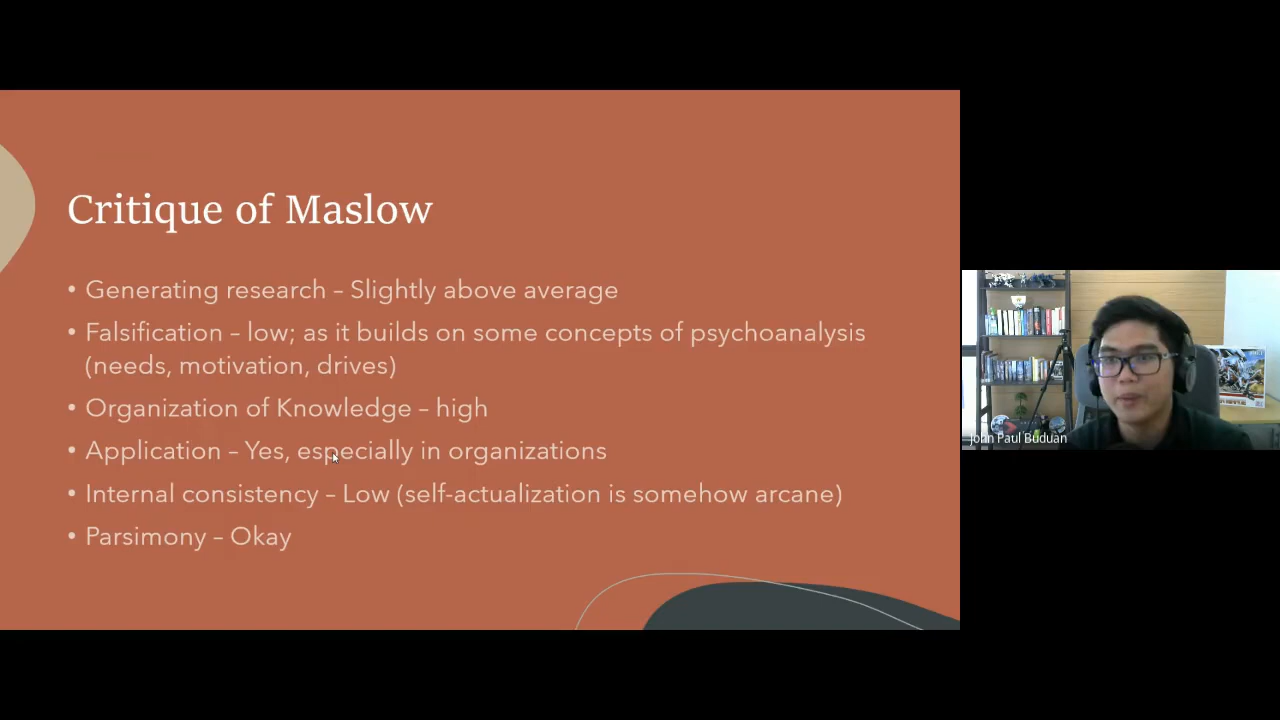 Critique of Maslow
• Generating research – Slightly above average
• Falsification – low; as it builds on some concepts of psychoanalysis
(needs, motivation, drives)
• Organization of Knowledge – high
• Application – Yes, especially in organizations
• Internal consistency – Low (self-actualization is somehow arcane)
• Parsimony – Okay
John Paul Buduan